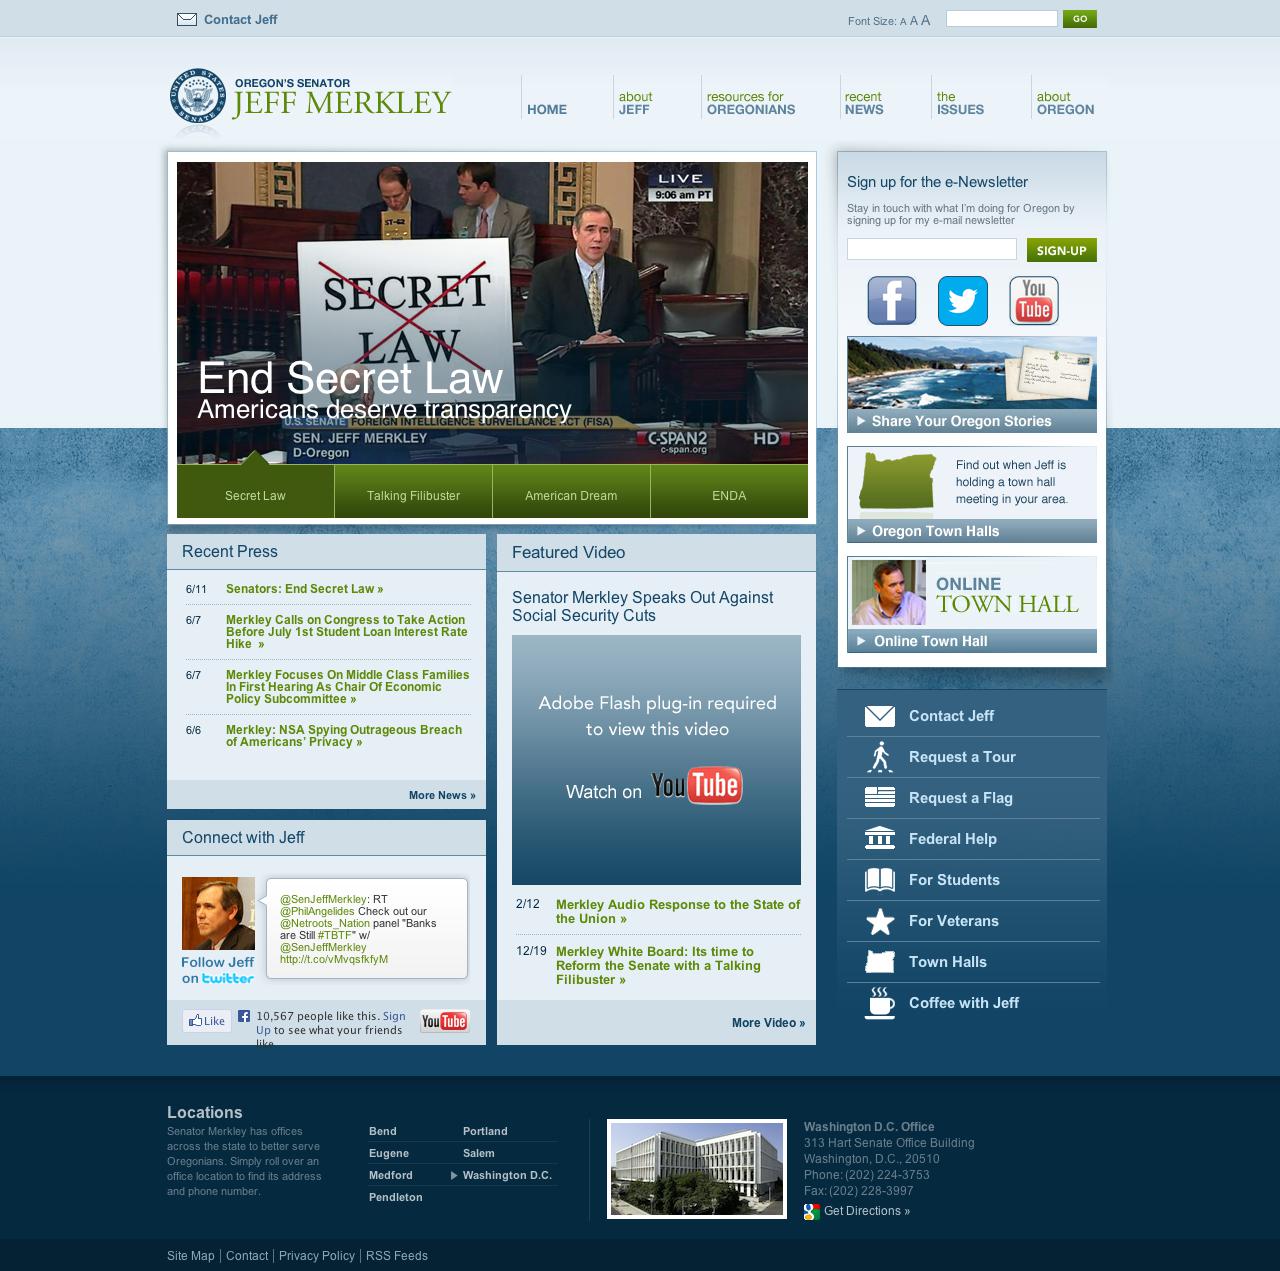 Contact Jeff
Font Size: A A A
GO
OREGON'S SENATOR
JEFF MERKLEY
HOME
about
JEFF
resources for
OREGONIANS
recent
NEWS
the
ISSUES
about
OREGON
LIVE
9:06 am PT
ST-62
SECRET
LAW
End Secret Law
Americans deserve transparency
U.S. SENATE FOREIGN INTELLIGENCE SURVEILLANCE ACT (FISA)
SEN. JEFF MERKLEY
D-Oregon
C-SPAN2
c-span.org
HD
Secret Law
Talking Filibuster
American Dream
ENDA
Sign up for the e-Newsletter
Stay in touch with what I'm doing for Oregon by
signing up for my e-mail newsletter
SIGN-UP
You
Tube
Share Your Oregon Stories
Find out when Jeff is
holding a town hall
meeting in your area.
Oregon Town Halls
ONLINE
TOWN HALL
Online Town Hall
Recent Press
6/11 Senators: End Secret Law »
6/7 Merkley Calls on Congress to Take Action
Before July 1st Student Loan Interest Rate
Hike »
6/7 Merkley Focuses On Middle Class Families
In First Hearing As Chair Of Economic
Policy Subcommittee »
6/6 Merkley: NSA Spying Outrageous Breach
of Americans' Privacy »
More News »
Featured Video
Senator Merkley Speaks Out Against
Social Security Cuts
Adobe Flash plug-in required
to view this video
Watch on YouTube
2/12 Merkley Audio Response to the State of
the Union »
12/19 Merkley White Board: Its time to
Reform the Senate with a Talking
Filibuster »
More Video »
Connect with Jeff
@SenJeffMerkley: RT
@PhilAngelides Check out our
@Netroots_Nation panel "Banks
are Still #TBTF" w/
@SenJeffMerkley
http://t.co/vMvqsfkfyM
Follow Jeff
on twitter
Like
10,567 people like this. Sign
Up to see what your friends
like.
YouTube
Contact Jeff
Request a Tour
Request a Flag
Federal Help
For Students
For Veterans
Town Halls
Coffee with Jeff
Locations
Senator Merkley has offices
across the state to better serve
Oregonians. Simply roll over an
office location to find its address
and phone number.
Bend
Eugene
Medford
Pendleton
Portland
Salem
Washington D.C.
Washington D.C. Office
313 Hart Senate Office Building
Washington, D.C., 20510
Phone: (202) 224-3753
Fax: (202) 228-3997
Get Directions »
Site Map | Contact | Privacy Policy | RSS Feeds